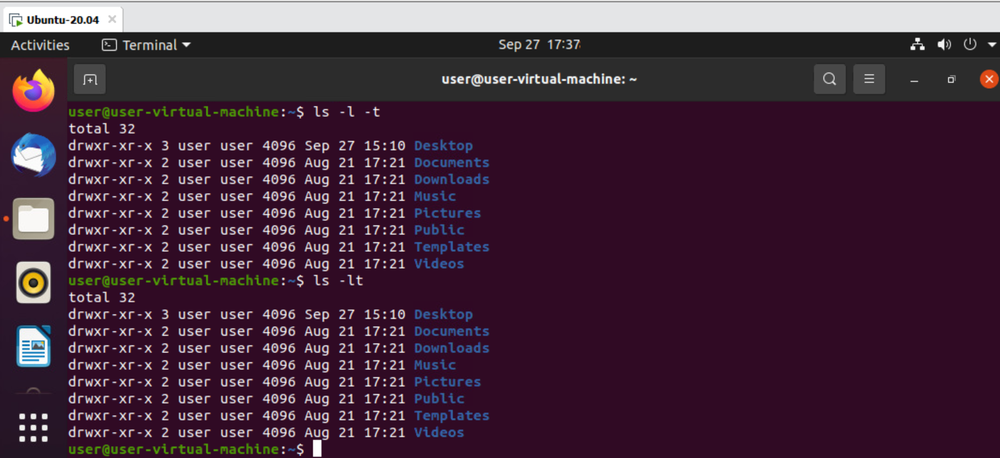 Ubuntu-20.04
Activities Terminal Sep 27 17:37
user@user-virtual-machine: ~
user@user-virtual-machine:~$ ls -l -t
total 32
drwxr-xr-x 3 user user 4096 Sep 27 15:10 Desktop
drwxr-xr-x 2 user user 4096 Aug 21 17:21 Documents
drwxr-xr-x 2 user user 4096 Aug 21 17:21 Downloads
drwxr-xr-x 2 user user 4096 Aug 21 17:21 Music
drwxr-xr-x 2 user user 4096 Aug 21 17:21 Pictures
drwxr-xr-x 2 user user 4096 Aug 21 17:21 Public
drwxr-xr-x 2 user user 4096 Aug 21 17:21 Templates
drwxr-xr-x 2 user user 4096 Aug 21 17:21 Videos
user@user-virtual-machine:~$ ls -lt
total 32
drwxr-xr-x 3 user user 4096 Sep 27 15:10 Desktop
drwxr-xr-x 2 user user 4096 Aug 21 17:21 Documents
drwxr-xr-x 2 user user 4096 Aug 21 17:21 Downloads
drwxr-xr-x 2 user user 4096 Aug 21 17:21 Music
drwxr-xr-x 2 user user 4096 Aug 21 17:21 Pictures
drwxr-xr-x 2 user user 4096 Aug 21 17:21 Public
drwxr-xr-x 2 user user 4096 Aug 21 17:21 Templates
drwxr-xr-x 2 user user 4096 Aug 21 17:21 Videos
user@user-virtual-machine:~$